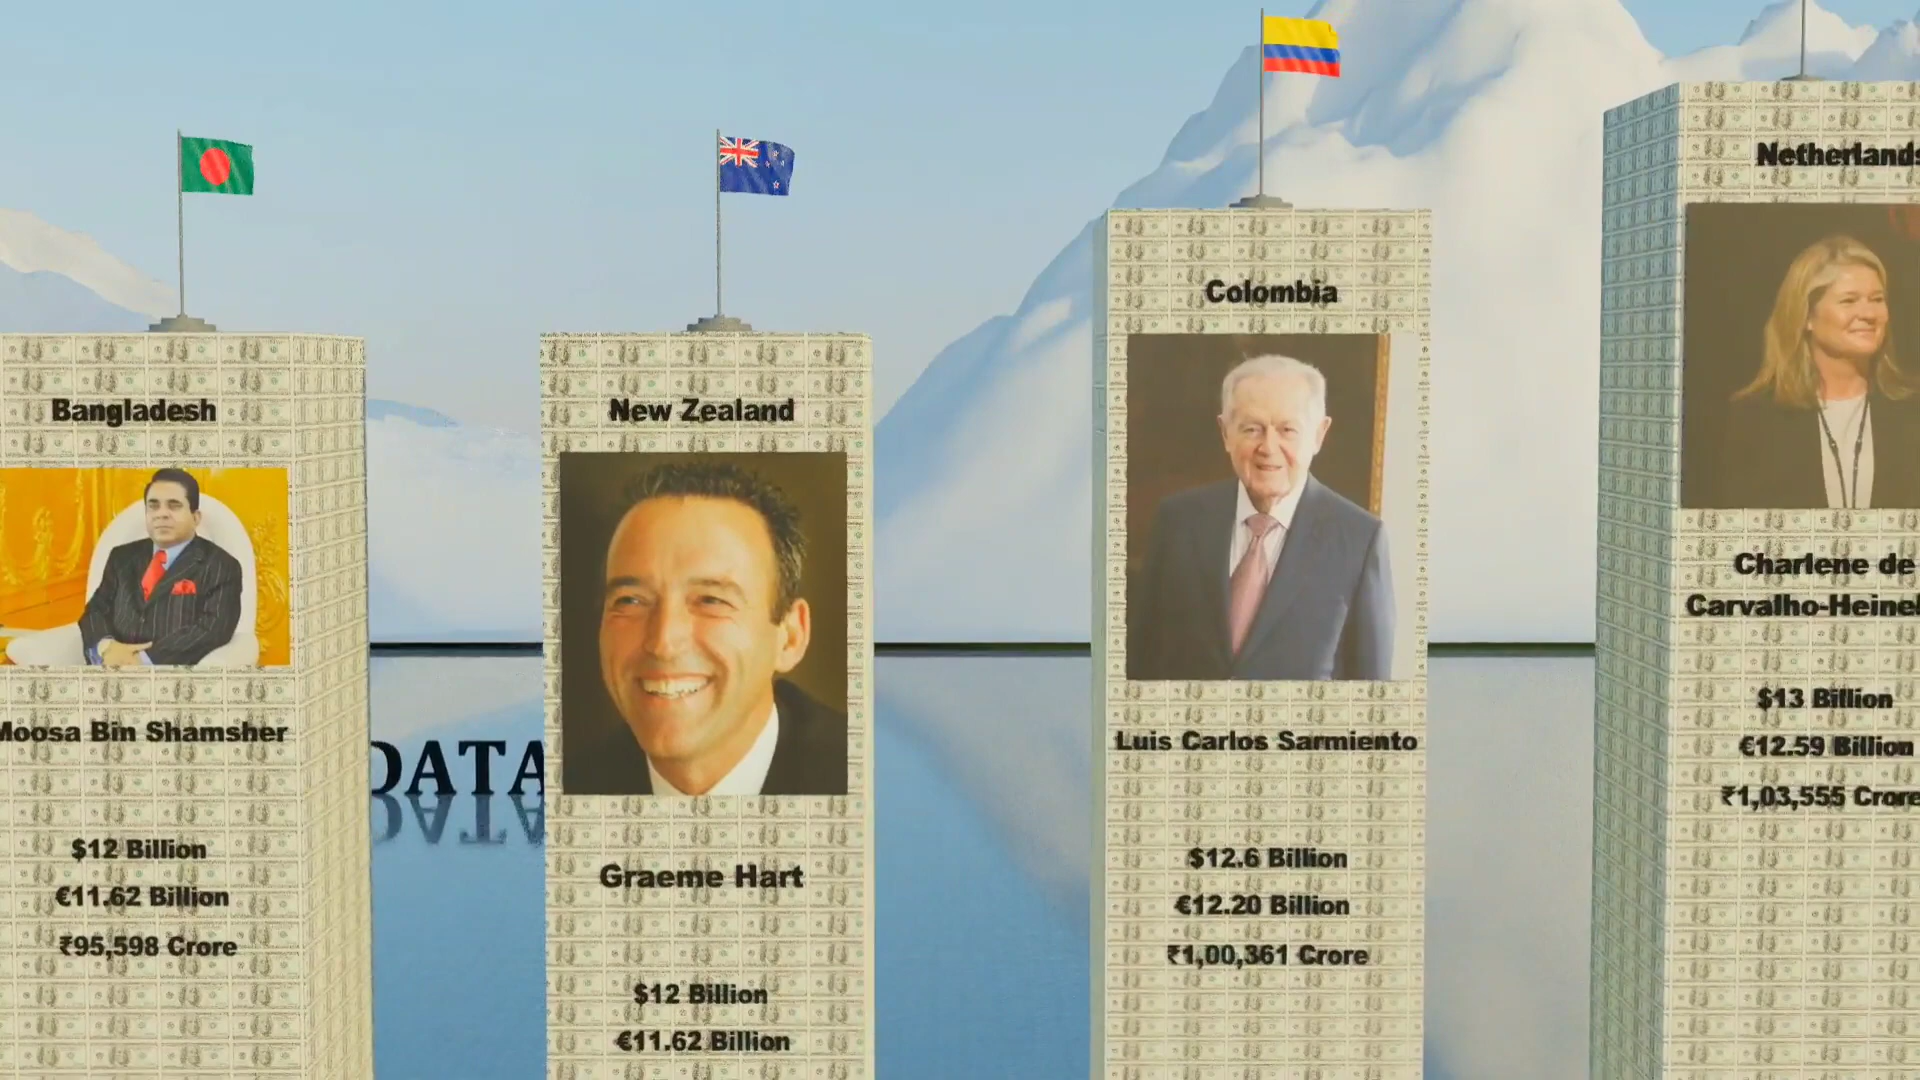 Bangladesh
Moosa Bin Shamsher
$12 Billion
€11.62 Billion
₹95,598 Crore
DATA
New Zealand
Graeme Hart
$12 Billion
€11.62 Billion
Colombia
Luis Carlos Sarmiento
$12.6 Billion
€12.20 Billion
₹1,00,361 Crore
Netherlands
Charlene de
$13 Billion
€12.59 Billion
₹1,03,555 Crore